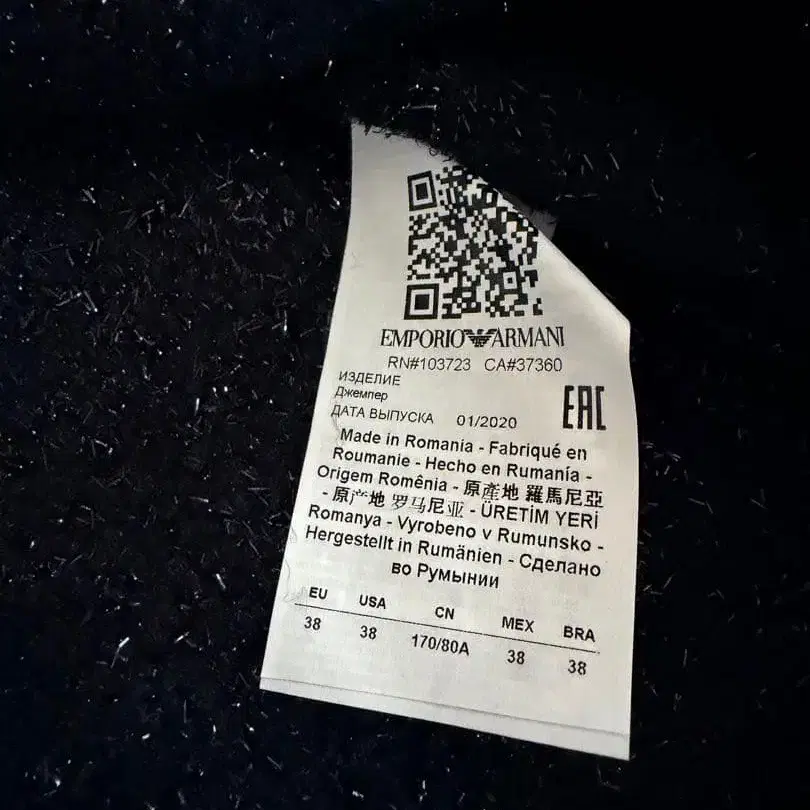 EMPORIO ARMANI
RN#103723 CA#37360
ИЗДЕЛИЕ
Джемпер
EAC
ДАТА ВЫПУСКА 01/2020
Made in Romania - Fabriqué en
Roumanie - Hecho en Rumanía -
Origem Romênia - 原產地 羅馬尼亞
- 原产地 罗马尼亚 - ÜRETİM YERİ
Romanya - Vyrobeno v Rumunsko -
Hergestellt in Rumänien - Сделано
во Румынии
EU USA CN MEX BRA
38 38 170/80A 38 38